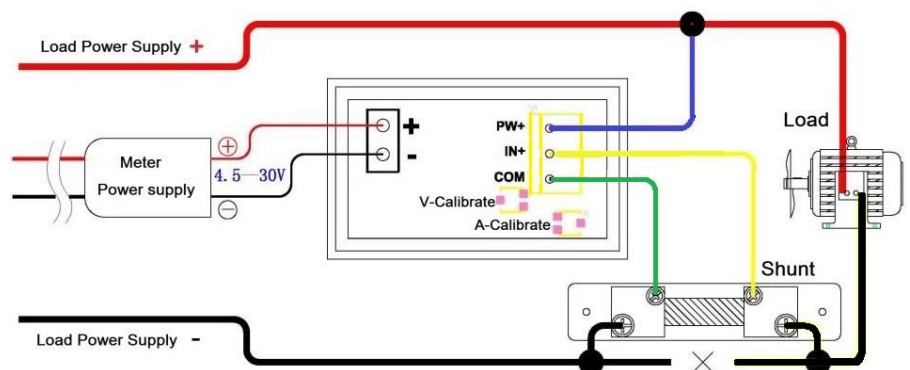 Load Power Supply +
Meter
Power supply
⊕
4.5—30V
⊖
+
-
PW+
IN+
COM
V-Calibrate
A-Calibrate
Load
Shunt
Load Power Supply -